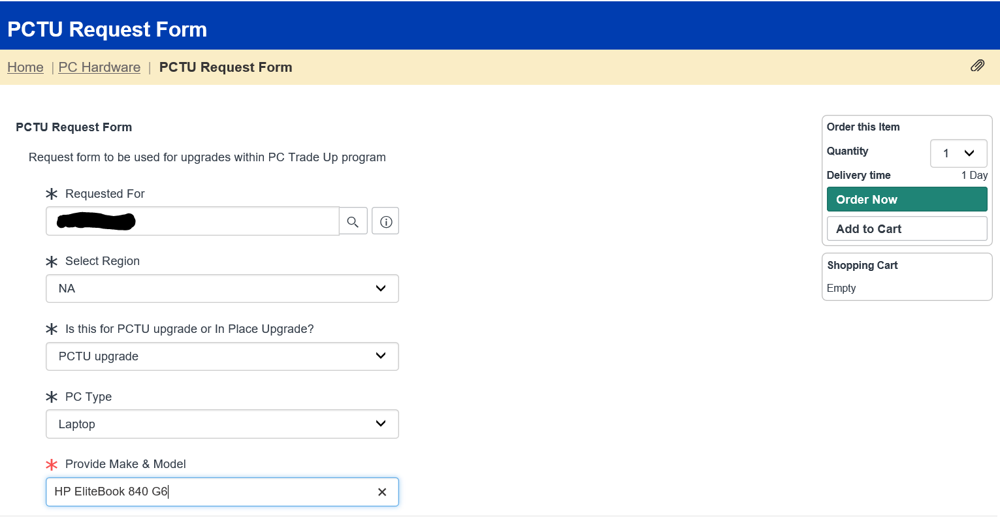 PCTU Request Form
Home | PC Hardware | PCTU Request Form
PCTU Request Form
Request form to be used for upgrades within PC Trade Up program
* Requested For
* Select Region
NA
* Is this for PCTU upgrade or In Place Upgrade?
PCTU upgrade
* PC Type
Laptop
* Provide Make & Model
HP EliteBook 840 G6
Order this Item
Quantity 1
Delivery time 1 Day
Order Now
Add to Cart
Shopping Cart
Empty